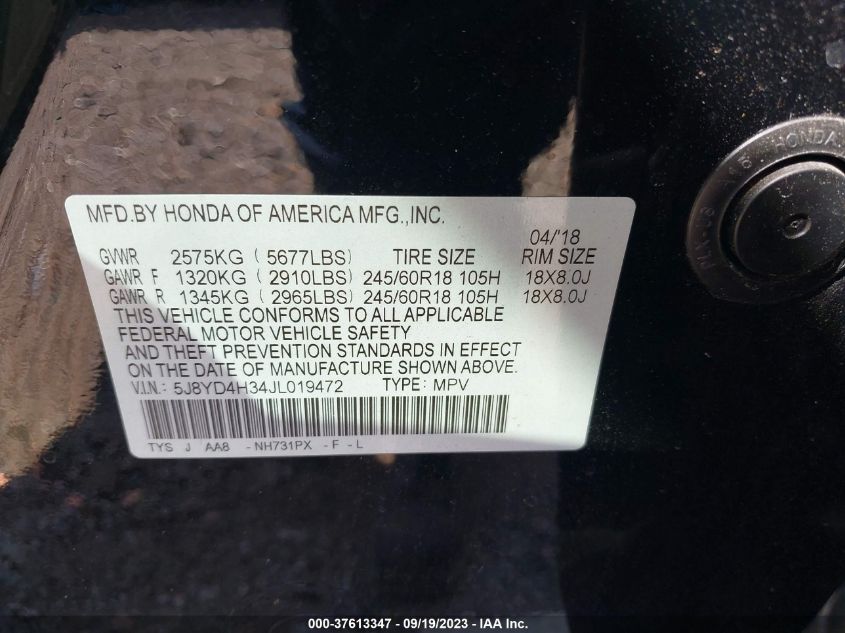 MFD.BY HONDA OF AMERICA MFG.,INC.
04/'18
GVWR 2575KG ( 5677LBS) TIRE SIZE RIM SIZE
GAWR F 1320KG ( 2910LBS) 245/60R18 105H 18X8.0J
GAWR R 1345KG ( 2965LBS) 245/60R18 105H 18X8.0J
THIS VEHICLE CONFORMS TO ALL APPLICABLE
FEDERAL MOTOR VEHICLE SAFETY
AND THEFT PREVENTION STANDARDS IN EFFECT
ON THE DATE OF MANUFACTURE SHOWN ABOVE.
V.I.N.: 5J8YD4H34JL019472 TYPE: MPV
TYS J AA8 - NH731PX - F - L
HONDA
000-37613347 - 09/19/2023 - IAA Inc.